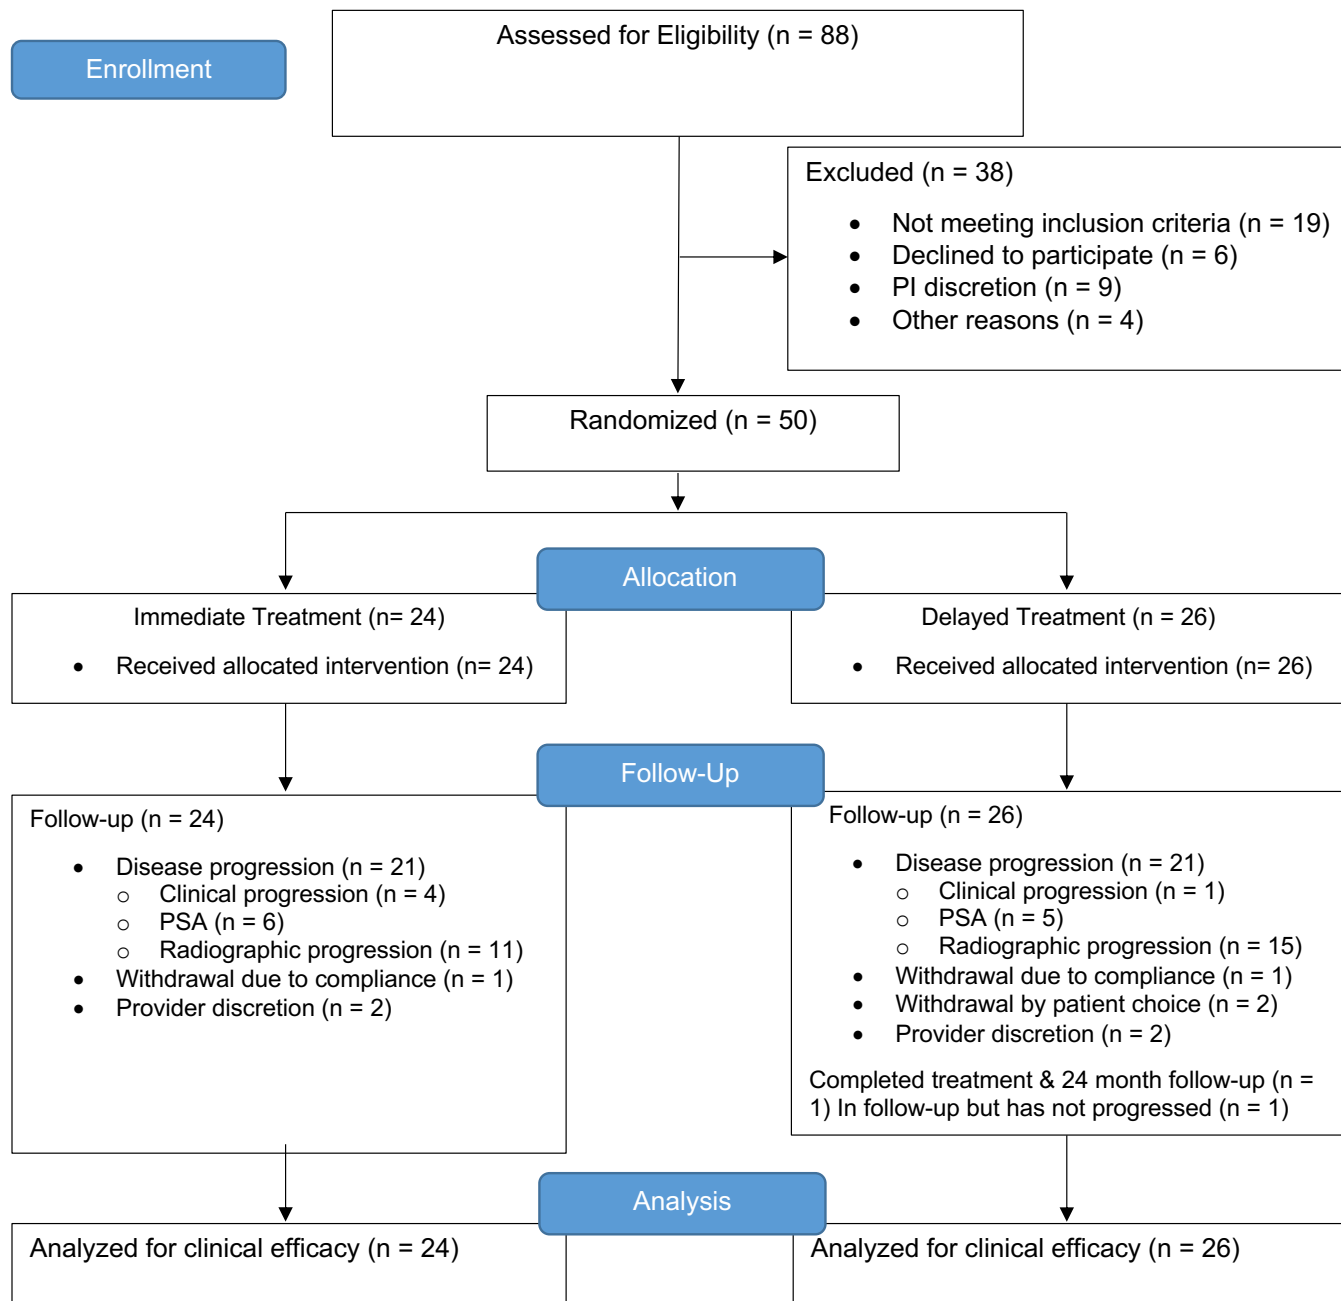 Assessed for Eligibility (n = 88)
Enrollment
Excluded (n = 38)
• Not meeting inclusion criteria (n = 19)
• Declined to participate (n = 6)
• PI discretion (n = 9)
• Other reasons (n = 4)
Randomized (n = 50)
Allocation
Immediate Treatment (n= 24)
• Received allocated intervention (n= 24)
Delayed Treatment (n = 26)
• Received allocated intervention (n= 26)
Follow-Up
Follow-up (n = 24)
• Disease progression (n = 21)
o Clinical progression (n = 4)
o PSA (n = 6)
o Radiographic progression (n = 11)
• Withdrawal due to compliance (n = 1)
• Provider discretion (n = 2)
Follow-up (n = 26)
• Disease progression (n = 21)
o Clinical progression (n = 1)
o PSA (n = 5)
o Radiographic progression (n = 15)
• Withdrawal due to compliance (n = 1)
• Withdrawal by patient choice (n = 2)
• Provider discretion (n = 2)
Completed treatment & 24 month follow-up (n =
1) In follow-up but has not progressed (n = 1)
Analysis
Analyzed for clinical efficacy (n = 24)
Analyzed for clinical efficacy (n = 26)